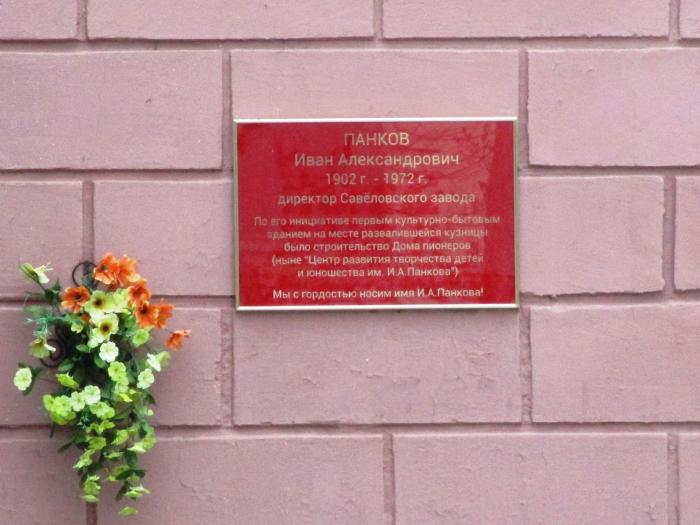 ПАНКОВ
Иван Александрович
1902 г. - 1972 г.
директор Савёловского завода
По его инициативе первым культурно-бытовым
зданием на месте развалившейся кузницы
было строительство Дома пионеров
(ныне "Центр развития творчества детей
и юношества им. И.А.Панкова")
Мы с гордостью носим имя И.А.Панкова!